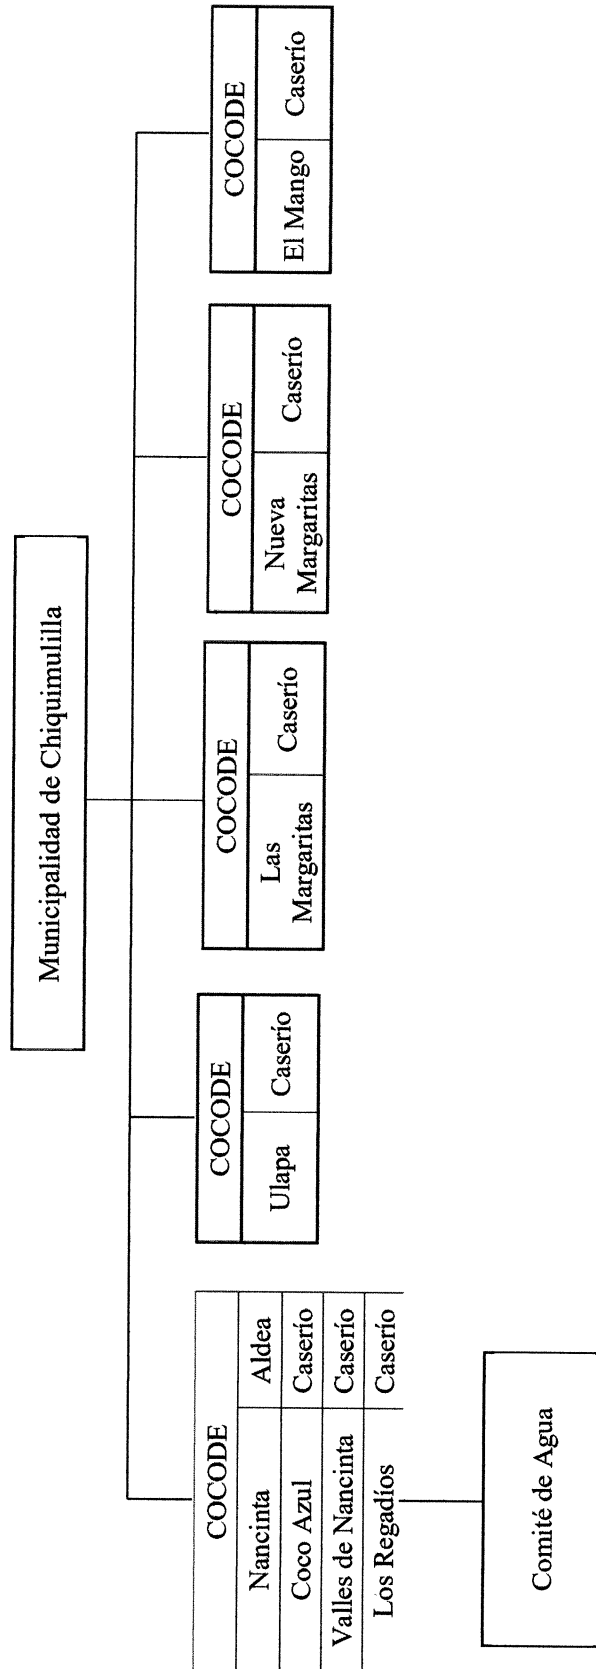 Municipalidad de Chiquimulilla
COCODE
Nancinta Aldea
Coco Azul Caserío
Valles de Nancinta Caserío
Los Regadíos Caserío
COCODE
Ulapa Caserío
COCODE
Las
Margaritas
Caserío
COCODE
Nueva
Margaritas
Caserío
COCODE
El Mango Caserío
Comité de Agua